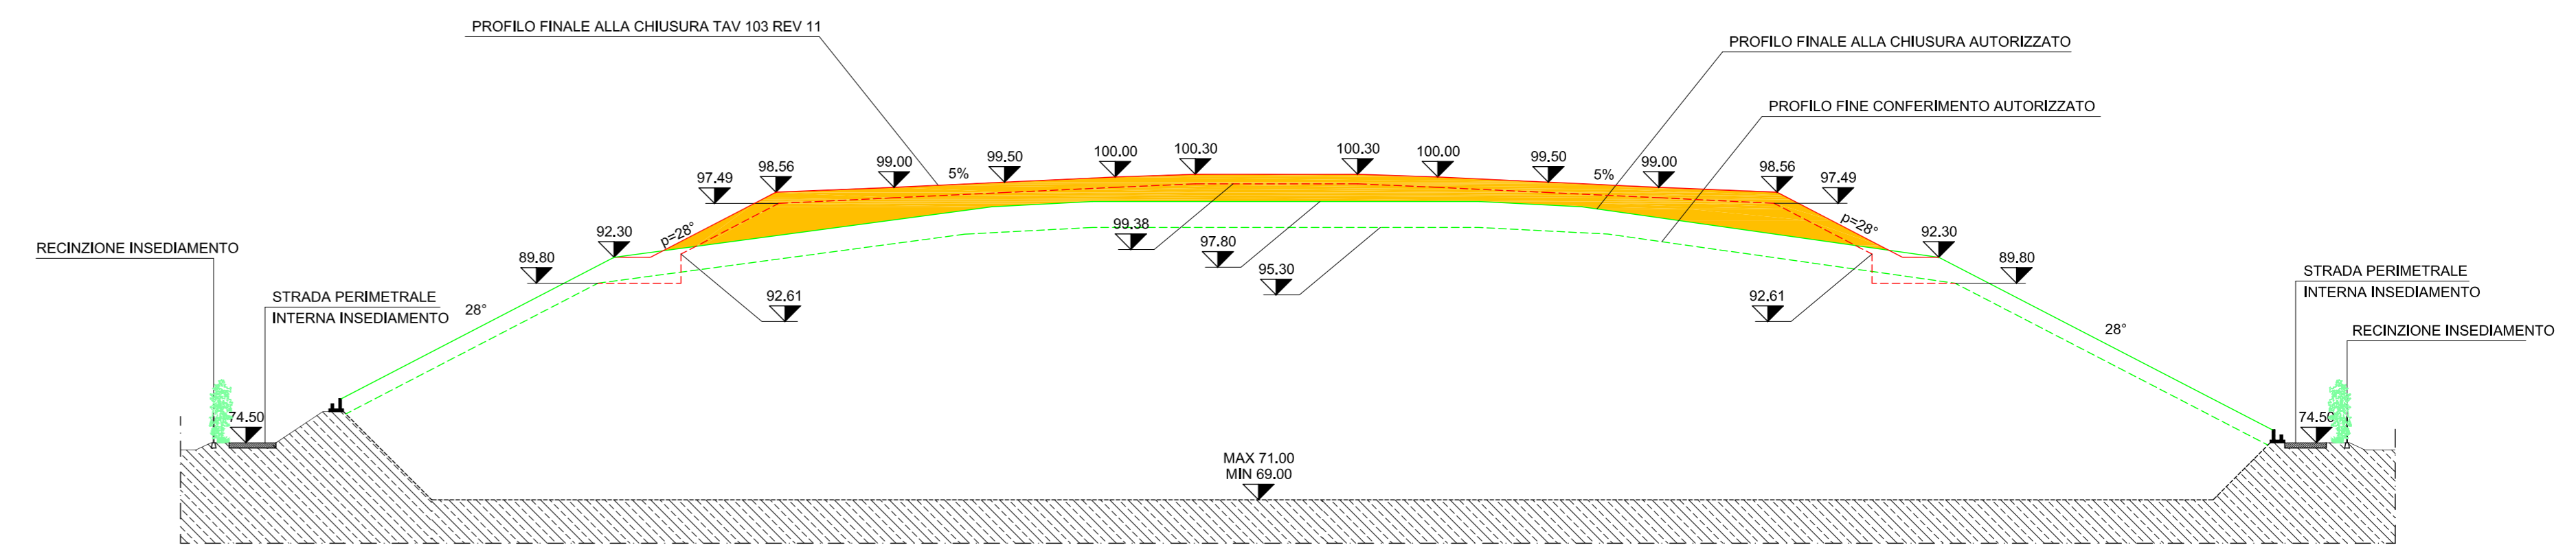 PROFILO FINALE ALLA CHIUSURA TAV 103 REV 11
PROFILO FINALE ALLA CHIUSURA AUTORIZZATO
PROFILO FINE CONFERIMENTO AUTORIZZATO
97.49
98.56
99.00
5%
99.50
100.00
100.30
100.30
100.00
99.50
5%
99.00
98.56
97.49
RECINZIONE INSEDIAMENTO
89.80
92.30
p=28°
99.38
97.80
95.30
p=28°
92.30
89.80
STRADA PERIMETRALE
INTERNA INSEDIAMENTO
28°
92.61
92.61
28°
STRADA PERIMETRALE
INTERNA INSEDIAMENTO
RECINZIONE INSEDIAMENTO
74.50
74.50
MAX 71.00
MIN 69.00